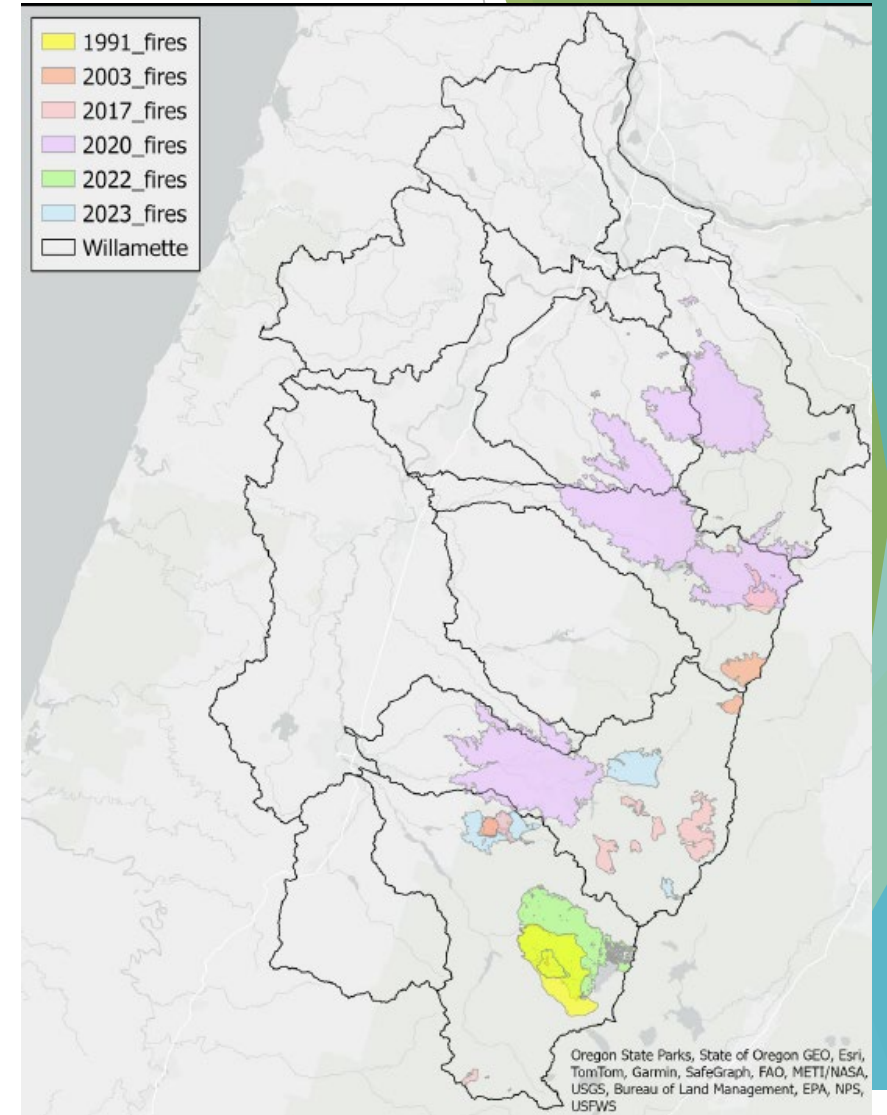 1991_fires
2003_fires
2017_fires
2020_fires
2022_fires
2023_fires
Willamette
Oregon State Parks, State of Oregon GEO, Esri,
TomTom, Garmin, SafeGraph, FAO, METI/NASA,
USGS, Bureau of Land Management, EPA, NPS,
USFWS